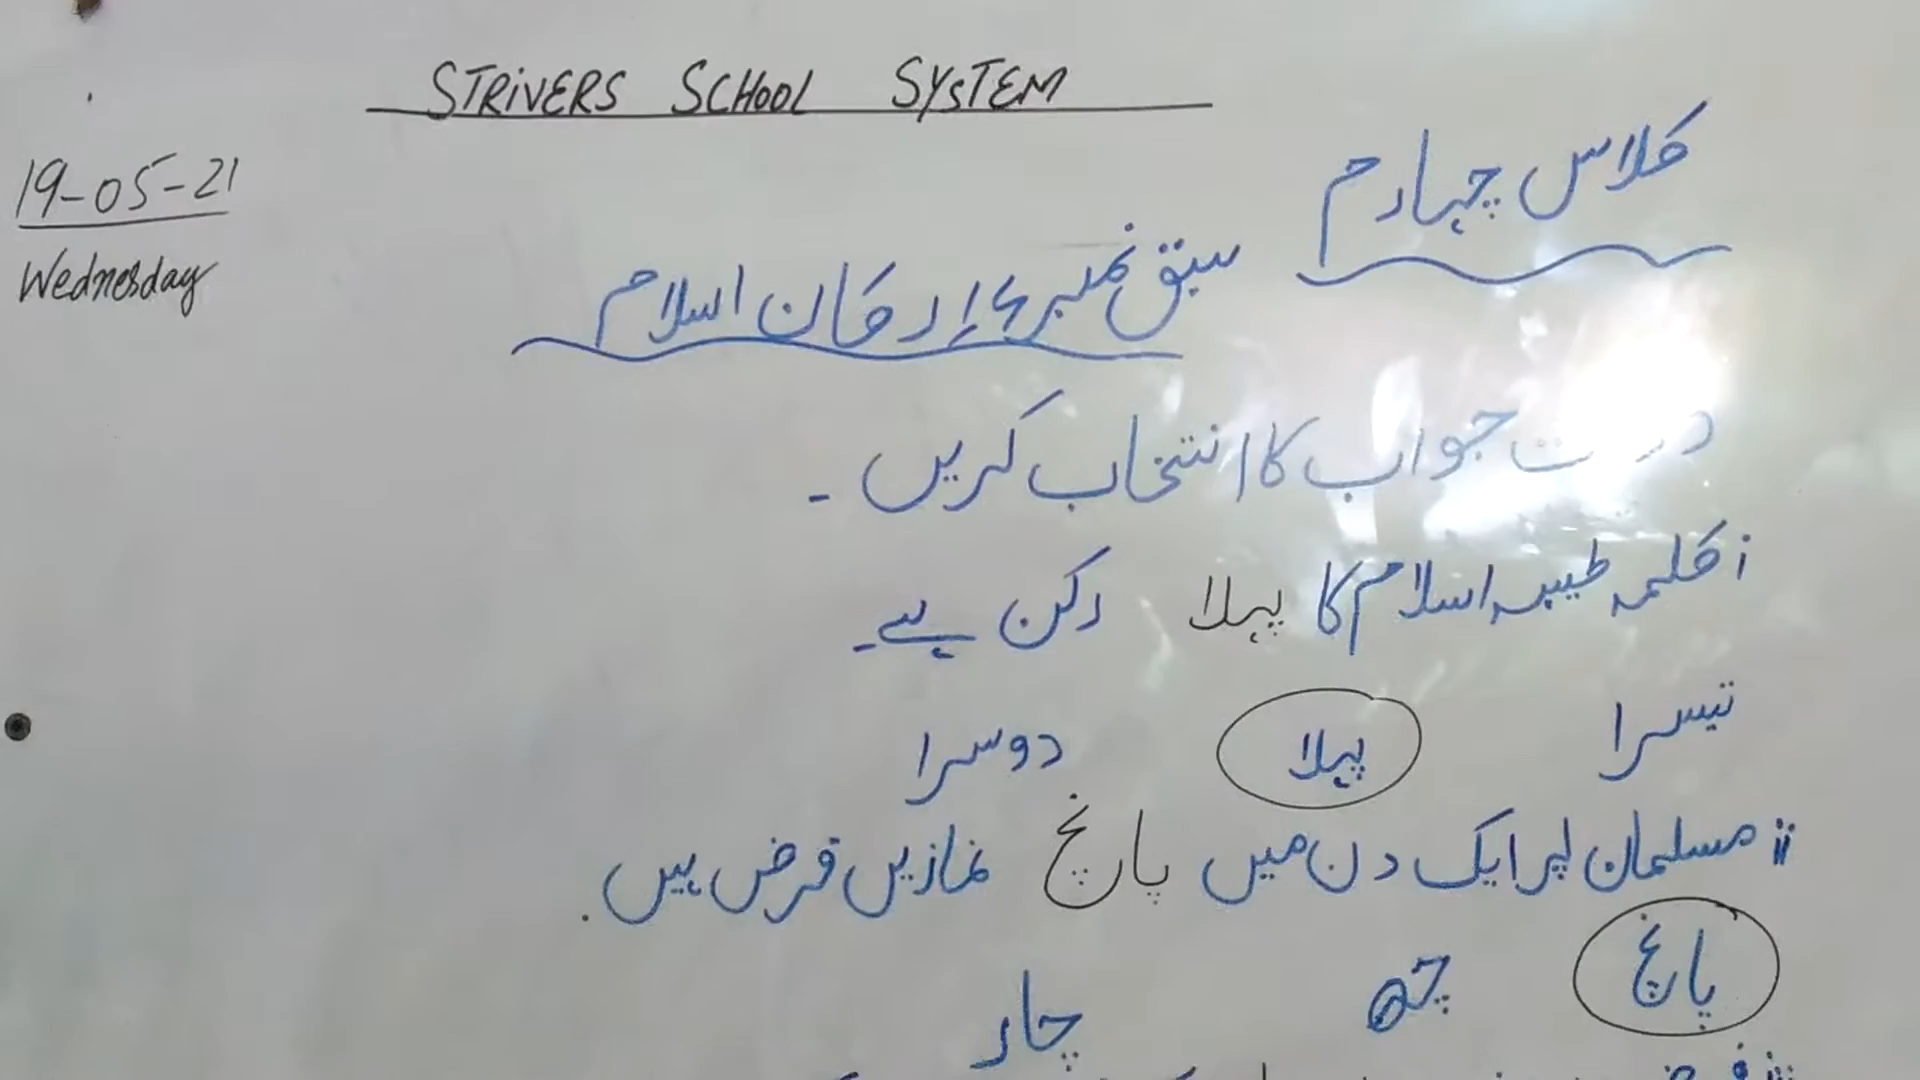 STRIVERS SCHOOL SYSTEM
19-05-21
Wednesday
کلاس چہارم
سبق نمبر ۱۴ ارکان اسلام
جواب کا انتخاب کریں ۔
i کلمہ طیبہ اسلام کا پہلا رکن ہے۔
تیسرا پہلا دوسرا
ii مسلمان پر ایک دن میں پانچ نمازیں فرض ہیں.
پانچ چھ چار